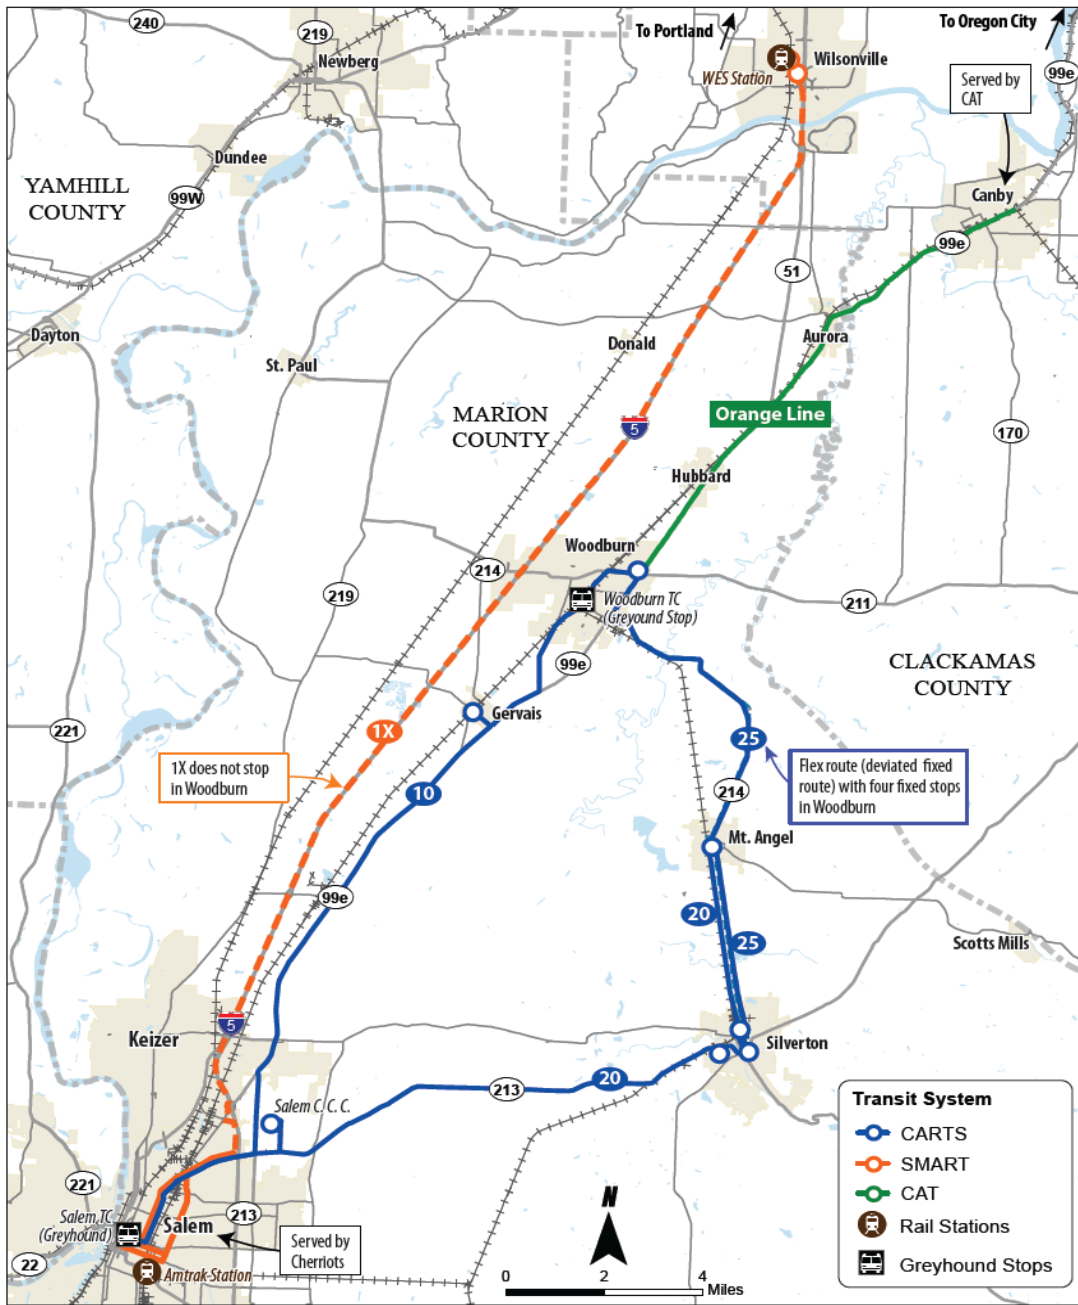 240
219
Newberg
To Portland
To Oregon City
WES Station
Wilsonville
99e
Served by
CAT
Dundee
YAMHILL
COUNTY
99W
Canby
99e
51
Dayton
St. Paul
Donald
Aurora
MARION
COUNTY
5
Orange Line
170
Hubbard
Woodburn
214
219
Woodburn TC
(Greyound Stop)
211
99e
CLACKAMAS
COUNTY
221
Gervais
1X
25
1X does not stop
in Woodburn
10
Flex route (deviated fixed
route) with four fixed stops
in Woodburn
214
Mt. Angel
99e
20
25
Scotts Mills
5
Keizer
Silverton
20
213
Salem C. C. C.
221
Salem TC
(Greyhound)
Salem
213
Served by
Cherriots
22
Amtrak Station
N
0
2
4
Miles
Transit System
CARTS
SMART
CAT
Rail Stations
Greyhound Stops